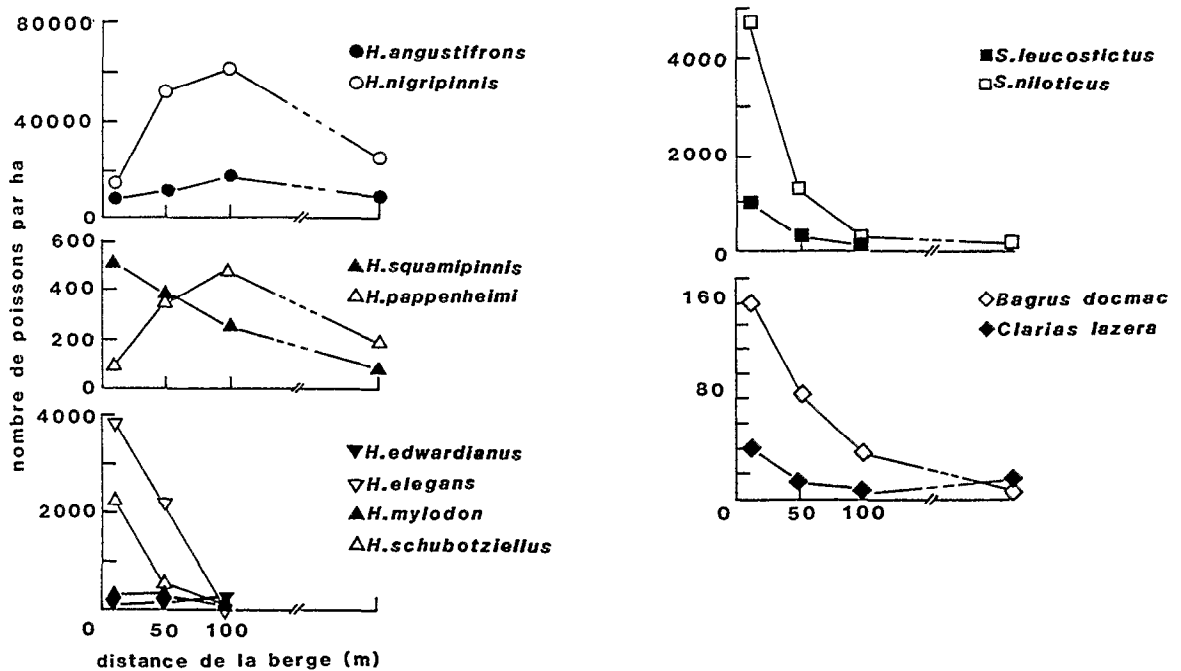 80000
40000
0
●H.angustifrons
○H.nigripinnis
600
400
200
0
▲H.squamipinnis
△H.pappenheimi
4000
2000
0
50
100
▼H.edwardianus
▽H.elegans
▲H.mylodon
△H.schubotziellus
nombre de poissons par ha
distance de la berge (m)
4000
2000
0
■S.leucostictus
□S.niloticus
160
80
0
50
100
◇Bagrus docmac
◆Clarias lazera